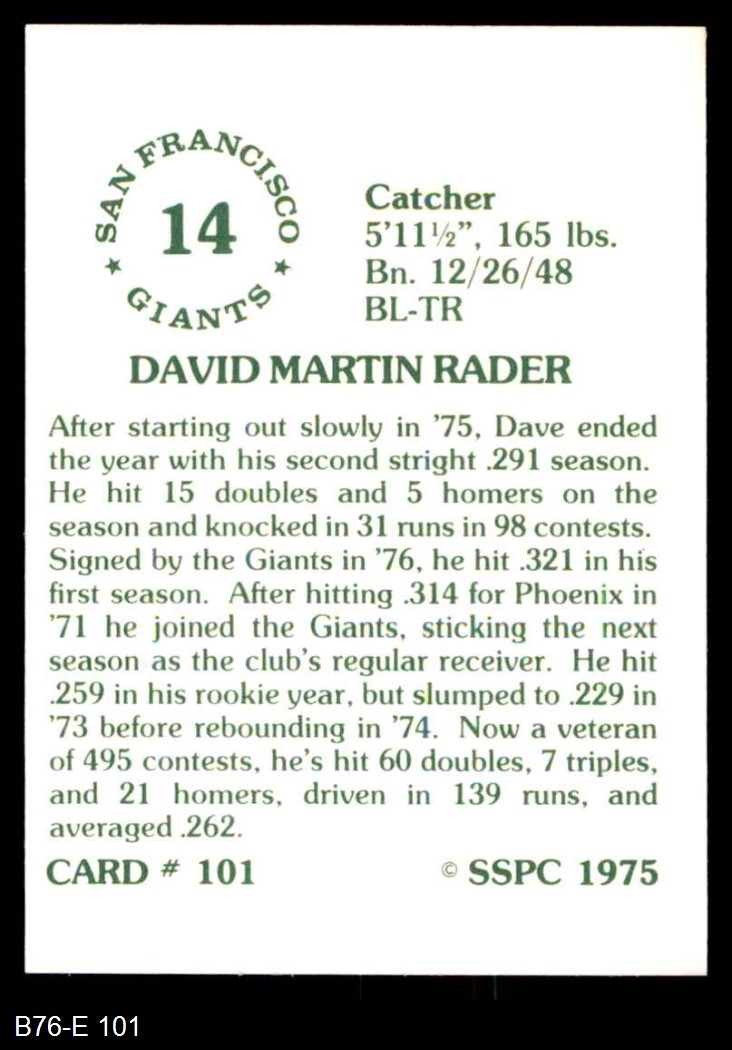 SAN FRANCISCO
14
★ GIANTS ★
Catcher
5'11½", 165 lbs.
Bn. 12/26/48
BL-TR
DAVID MARTIN RADER
After starting out slowly in '75, Dave ended
the year with his second stright .291 season.
He hit 15 doubles and 5 homers on the
season and knocked in 31 runs in 98 contests.
Signed by the Giants in '76, he hit .321 in his
first season. After hitting .314 for Phoenix in
'71 he joined the Giants, sticking the next
season as the club's regular receiver. He hit
.259 in his rookie year, but slumped to .229 in
'73 before rebounding in '74. Now a veteran
of 495 contests, he's hit 60 doubles, 7 triples,
and 21 homers, driven in 139 runs, and
averaged .262.
CARD # 101 © SSPC 1975
B76-E 101